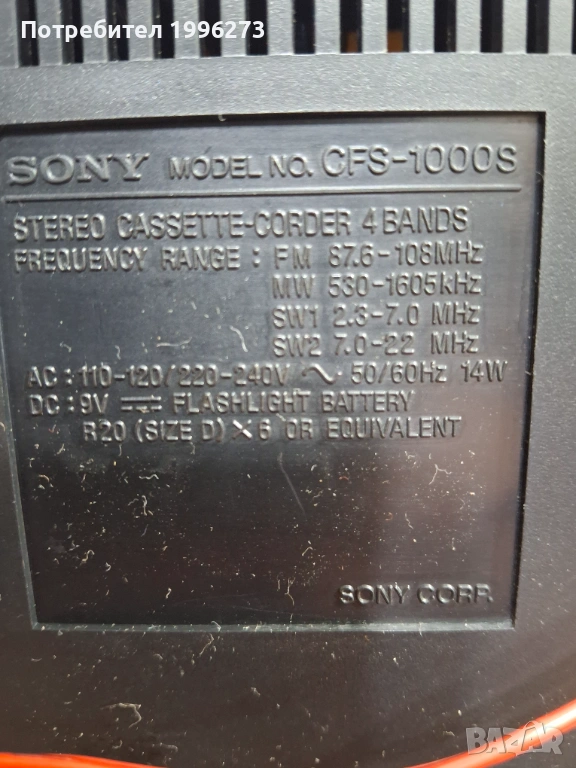 Потребител 1996273
SONY MODEL NO. CFS-1000S
STEREO CASSETTE-CORDER 4 BANDS
FREQUENCY RANGE : FM 87.6-108MHz
MW 530-1605kHz
SW1 2.3-7.0 MHz
SW2 7.0-22 MHz
AC : 110-120/220-240V ~ 50/60Hz 14W
DC : 9V ⎓ FLASHLIGHT BATTERY
R20 (SIZE D) × 6 OR EQUIVALENT
SONY CORP.
BAZAR